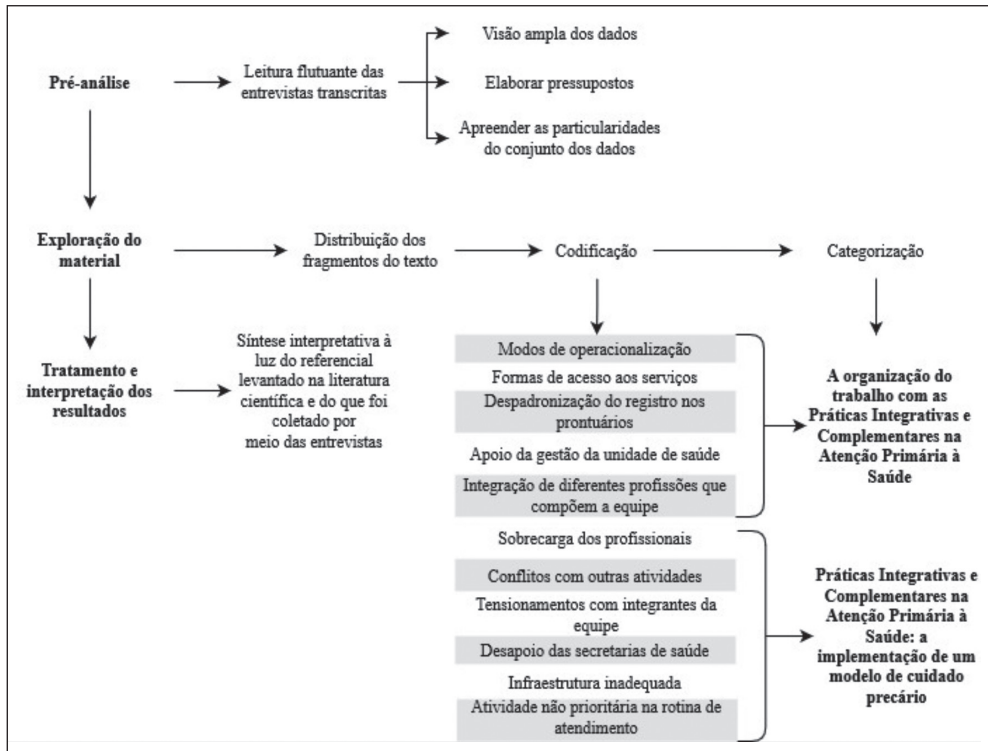 Visão ampla dos dados
Pré-análise
Leitura flutuante das
entrevistas transcritas
Elaborar pressupostos
Apreender as particularidades
do conjunto dos dados
Exploração do
material
Distribuição dos
fragmentos do texto
Codificação
Categorização
Tratamento e
interpretação dos
resultados
Síntese interpretativa à
luz do referencial
levantado na literatura
científica e do que foi
coletado por
meio das entrevistas
Modos de operacionalização
Formas de acesso aos serviços
Despadronização do registro nos
prontuários
Apoio da gestão da unidade de saúde
Integração de diferentes profissões que
compõem a equipe
A organização do
trabalho com as
Práticas Integrativas e
Complementares na
Atenção Primária à
Saúde
Sobrecarga dos profissionais
Conflitos com outras atividades
Tensionamentos com integrantes da
equipe
Desapoio das secretarias de saúde
Infraestrutura inadequada
Atividade não prioritária na rotina de
atendimento
Práticas Integrativas e
Complementares na
Atenção Primária à
Saúde: a
implementação de um
modelo de cuidado
precário